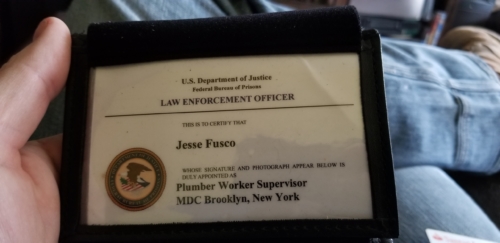 U.S. Department of Justice
Federal Bureau of Prisons
LAW ENFORCEMENT OFFICER
THIS IS TO CERTIFY THAT
Jesse Fusco
WHOSE SIGNATURE AND PHOTOGRAPH APPEAR BELOW IS
DULY APPOINTED AS
Plumber Worker Supervisor
MDC Brooklyn, New York